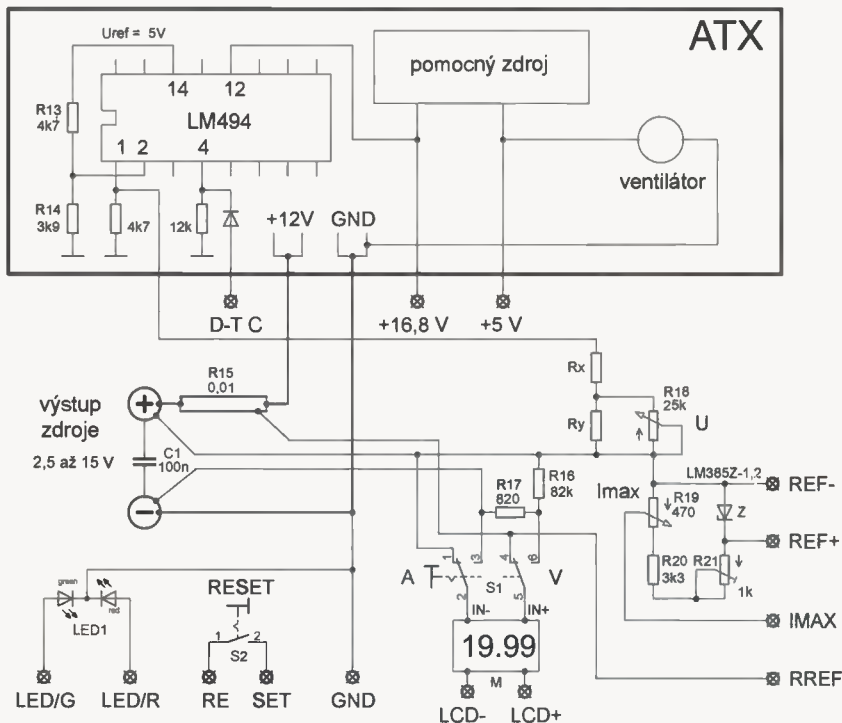 ATX
Uref = 5V
14
12
LM494
1
2
4
pomocný zdroj
ventilátor
R13
4k7
R14
3k9
4k7
12k
+12V
GND
D-T C
+16,8 V
+5 V
R15
0,01
výstup
zdroje
2,5 až 15 V
+
C1
100n
−
Rx
Ry
R18
25k
U
R17
820
R16
82k
Imax
R19
470
LM385Z-1,2
Z
REF-
REF+
R20
3k3
R21
1k
IMAX
RREF
A
1
3
4
6
S1
V
2
5
IN-
IN+
19.99
M
LCD-
LCD+
green
red
LED1
LED/G
LED/R
RESET
1
2
S2
RE
SET
GND